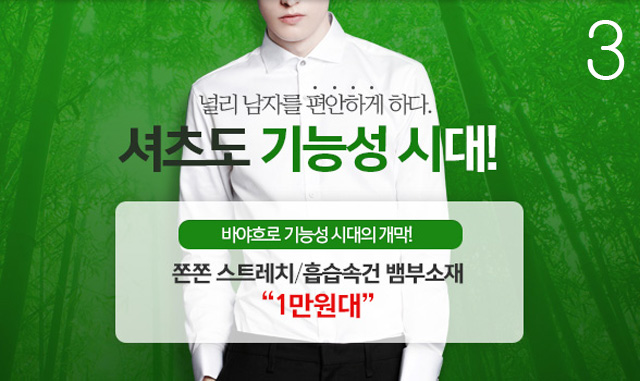 3
널리 남자를 편안하게 하다.
셔츠도 기능성 시대!
바야흐로 기능성 시대의 개막!
쫀쫀 스트레치/흡습속건 뱀부소재
“1만원대”